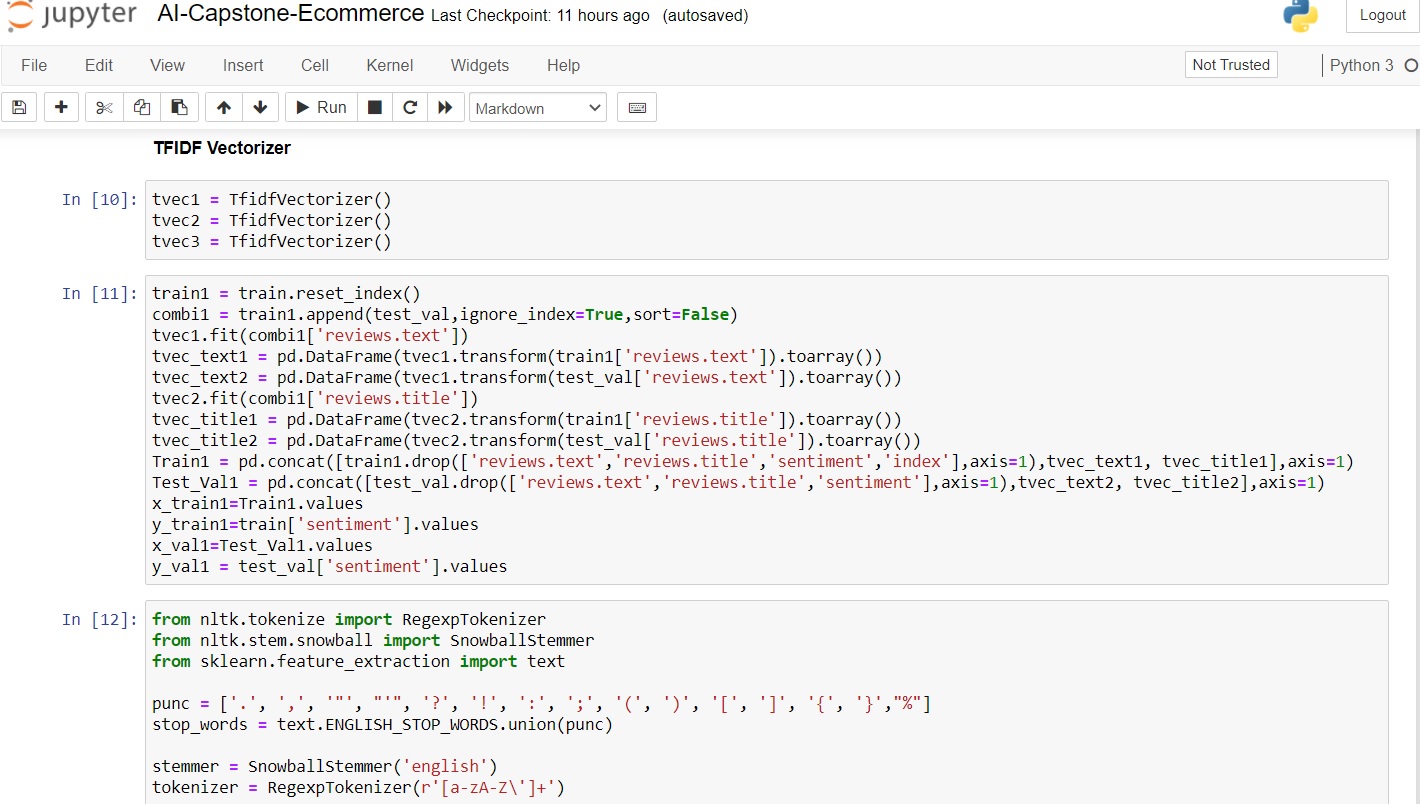 jupyter AI-Capstone-Ecommerce Last Checkpoint: 11 hours ago (autosaved) Logout
File Edit View Insert Cell Kernel Widgets Help Not Trusted Python 3
Run Markdown
TFIDF Vectorizer
In [10]: tvec1 = TfidfVectorizer()
tvec2 = TfidfVectorizer()
tvec3 = TfidfVectorizer()
In [11]: train1 = train.reset_index()
combi1 = train1.append(test_val,ignore_index=True,sort=False)
tvec1.fit(combi1['reviews.text'])
tvec_text1 = pd.DataFrame(tvec1.transform(train1['reviews.text']).toarray())
tvec_text2 = pd.DataFrame(tvec1.transform(test_val['reviews.text']).toarray())
tvec2.fit(combi1['reviews.title'])
tvec_title1 = pd.DataFrame(tvec2.transform(train1['reviews.title']).toarray())
tvec_title2 = pd.DataFrame(tvec2.transform(test_val['reviews.title']).toarray())
Train1 = pd.concat([train1.drop(['reviews.text','reviews.title','sentiment','index'],axis=1),tvec_text1, tvec_title1],axis=1)
Test_Val1 = pd.concat([test_val.drop(['reviews.text','reviews.title','sentiment'],axis=1),tvec_text2, tvec_title2],axis=1)
x_train1=Train1.values
y_train1=train['sentiment'].values
x_val1=Test_Val1.values
y_val1 = test_val['sentiment'].values
In [12]: from nltk.tokenize import RegexpTokenizer
from nltk.stem.snowball import SnowballStemmer
from sklearn.feature_extraction import text
punc = ['.', ',', '"', "'", '?', '!', ':', ';', '(', ')', '[', ']', '{', '}',"%"]
stop_words = text.ENGLISH_STOP_WORDS.union(punc)
stemmer = SnowballStemmer('english')
tokenizer = RegexpTokenizer(r'[a-zA-Z\']+')